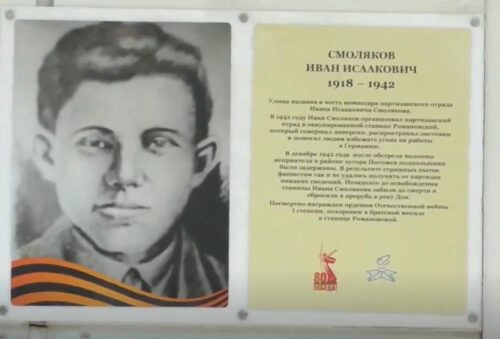 СМОЛЯКОВ
ИВАН ИСААКОВИЧ
1918 – 1942
Улица названа в честь комиссара партизанского отряда
Ивана Исааковича Смолякова.
В 1942 году Иван Смоляков организовал партизанский
отряд в оккупированной станице Романовской,
который совершал диверсии, распространял листовки
и помогал людям избежать угона на работы
в Германию.
В декабре 1942 года после обстрела колонны
неприятеля в районе хутора Погожев подпольщики
были задержаны. В результате страшных пыток
фашистам так и не удалось получить от партизан
никаких сведений. Незадолго до освобождения
станицы Ивана Смолякова забили до смерти и
сбросили в прорубь в реку Дон.
Посмертно награжден орденом Отечественной войны
I степени, похоронен в братской могиле
в станице Романовской.
80
ПОБЕДА!